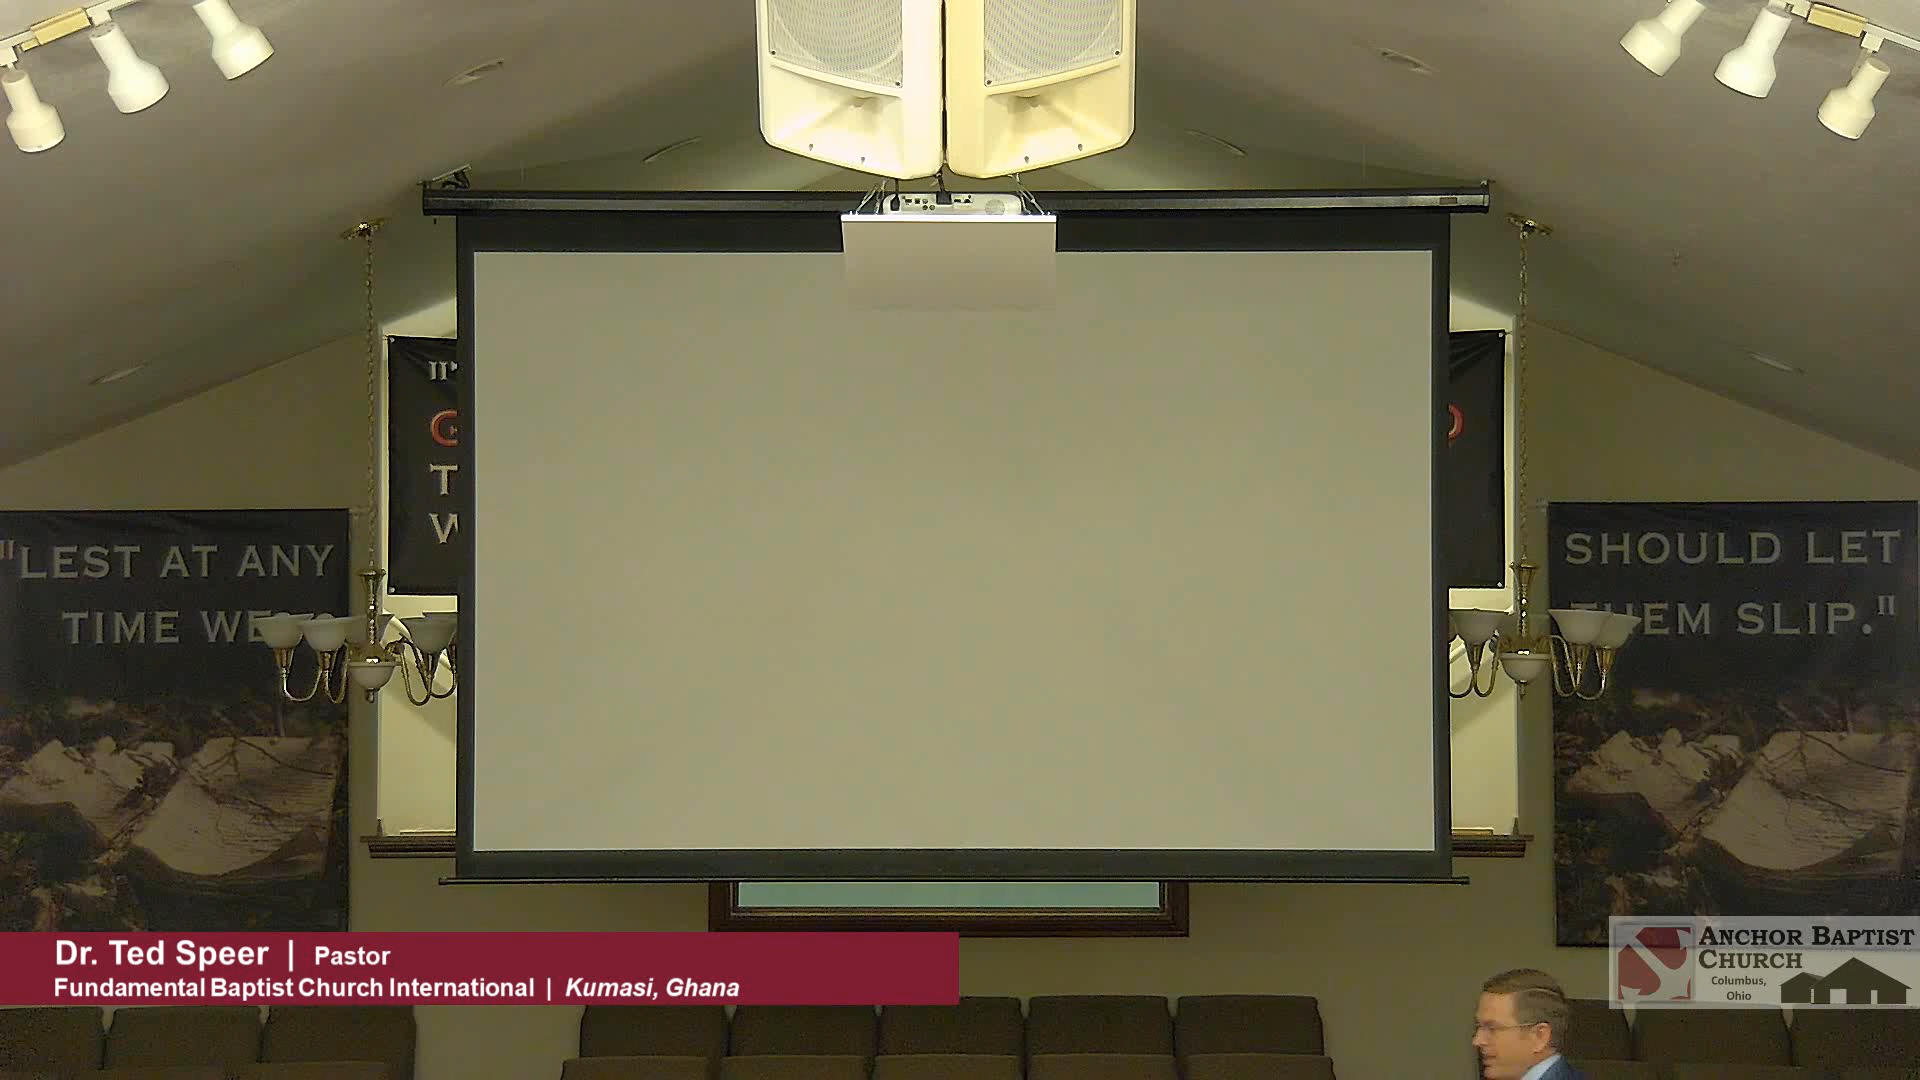 "LEST AT ANY
TIME WE
SHOULD LET
THEM SLIP."
Dr. Ted Speer | Pastor
Fundamental Baptist Church International | Kumasi, Ghana
ANCHOR BAPTIST
CHURCH
Columbus,
Ohio